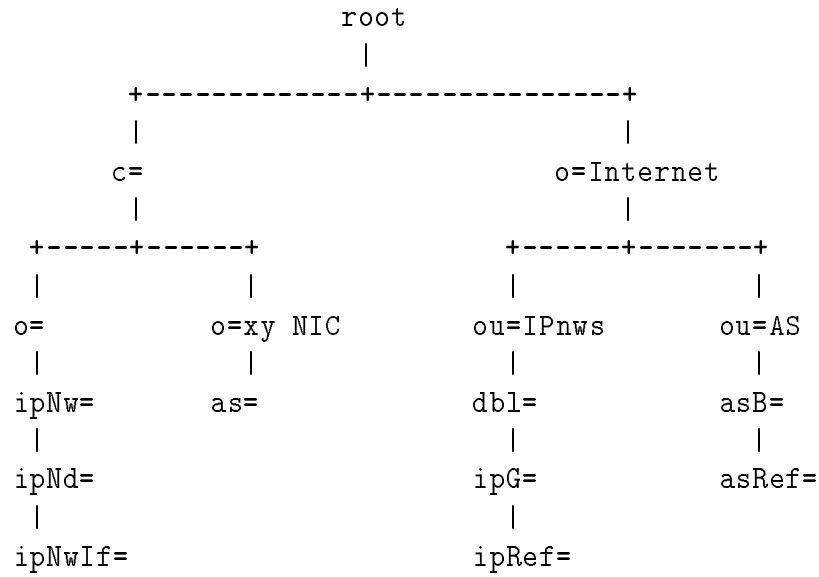 root
|
+-------------+---------------+
| |
c= o=Internet
| |
+-----+------+ +------+-------+
| | | |
o= o=xy NIC ou=IPnws ou=AS
| | | |
ipNw= as= dbl= asB=
| | |
ipNd= ipG= asRef=
| |
ipNwIf= ipRef=